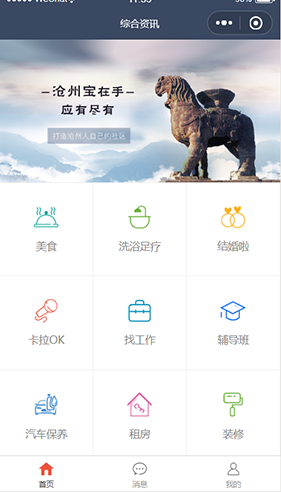 综合资讯
沧州宝在手
应有尽有
打造沧州人自己的社区
美食
洗浴足疗
结婚啦
卡拉OK
找工作
辅导班
汽车保养
租房
装修
首页
消息
我的